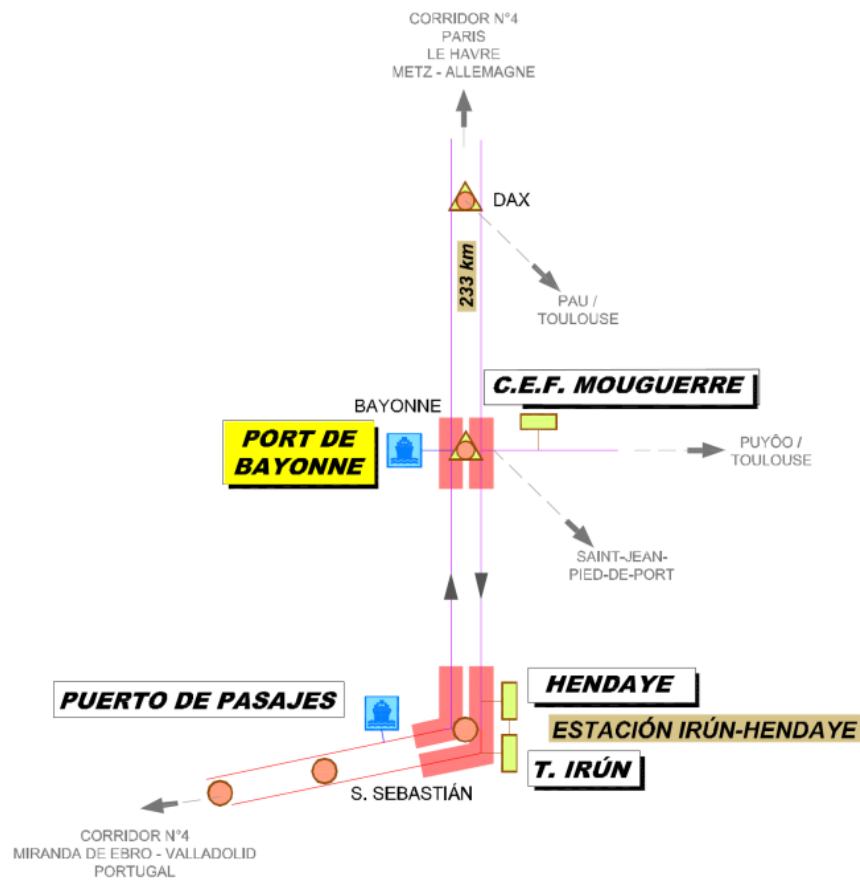 CORRIDOR N°4
PARIS
LE HAVRE
METZ - ALLEMAGNE
DAX
233 km
PAU /
TOULOUSE
C.E.F. MOUGUERRE
BAYONNE
PORT DE
BAYONNE
PUYÔO /
TOULOUSE
SAINT-JEAN-
PIED-DE-PORT
PUERTO DE PASAJES
HENDAYE
ESTACIÓN IRÚN-HENDAYE
T. IRÚN
S. SEBASTIÁN
CORRIDOR N°4
MIRANDA DE EBRO - VALLADOLID
PORTUGAL